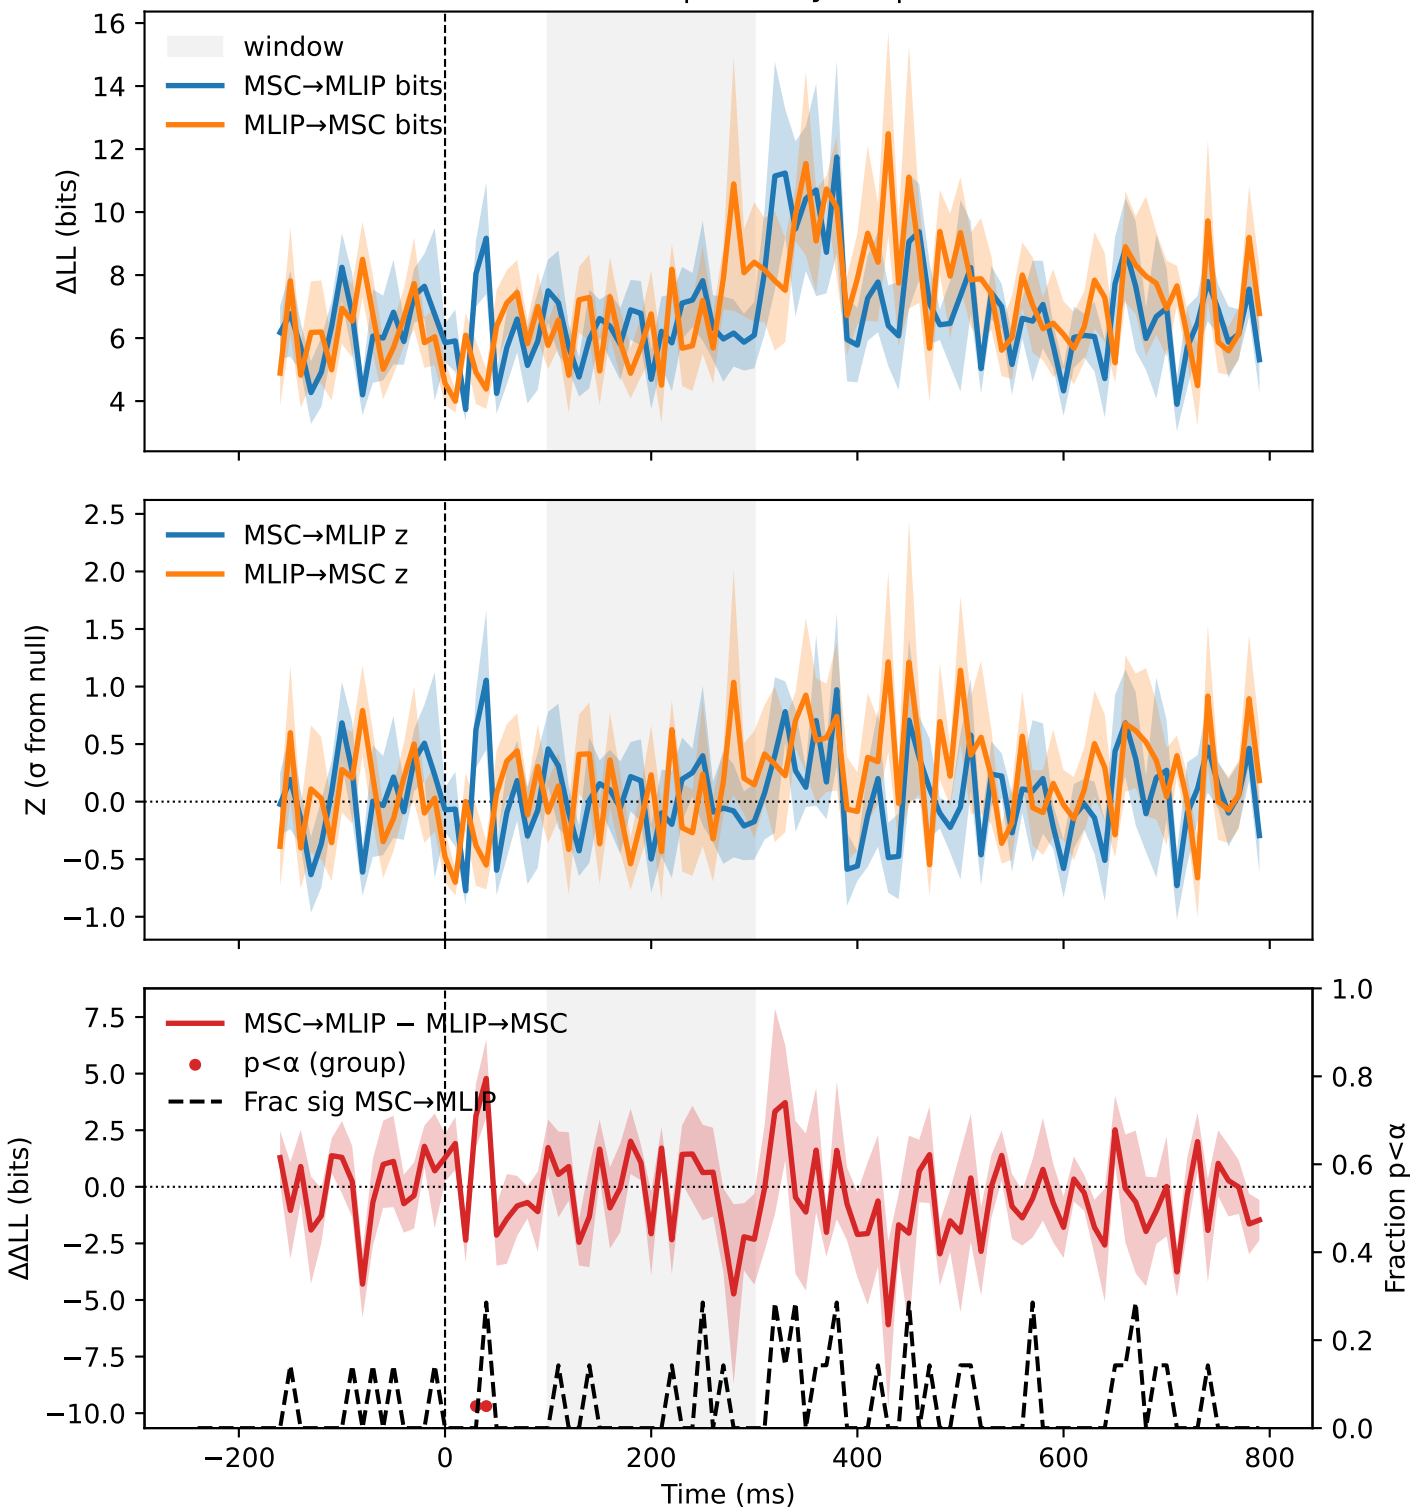 16
14
12
10
8
6
4
ΔLL (bits)
window
MSC→MLIP bits
MLIP→MSC bits
2.5
2.0
1.5
1.0
0.5
0.0
−0.5
−1.0
Z (σ from null)
MSC→MLIP z
MLIP→MSC z
7.5
5.0
2.5
0.0
−2.5
−5.0
−7.5
−10.0
ΔΔLL (bits)
MSC→MLIP − MLIP→MSC
p<α (group)
Frac sig MSC→MLIP
1.0
0.8
0.6
0.4
0.2
0.0
Fraction p<α
−200 0 200 400 600 800
Time (ms)